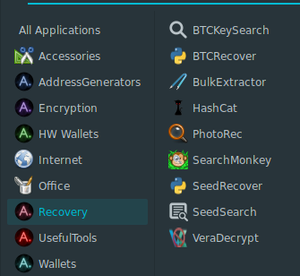 All Applications
Accessories
AddressGenerators
Encryption
HW Wallets
Internet
Office
Recovery
UsefulTools
Wallets
BTCKeySearch
BTCRecover
BulkExtractor
HashCat
PhotoRec
SearchMonkey
SeedRecover
SeedSearch
VeraDecrypt